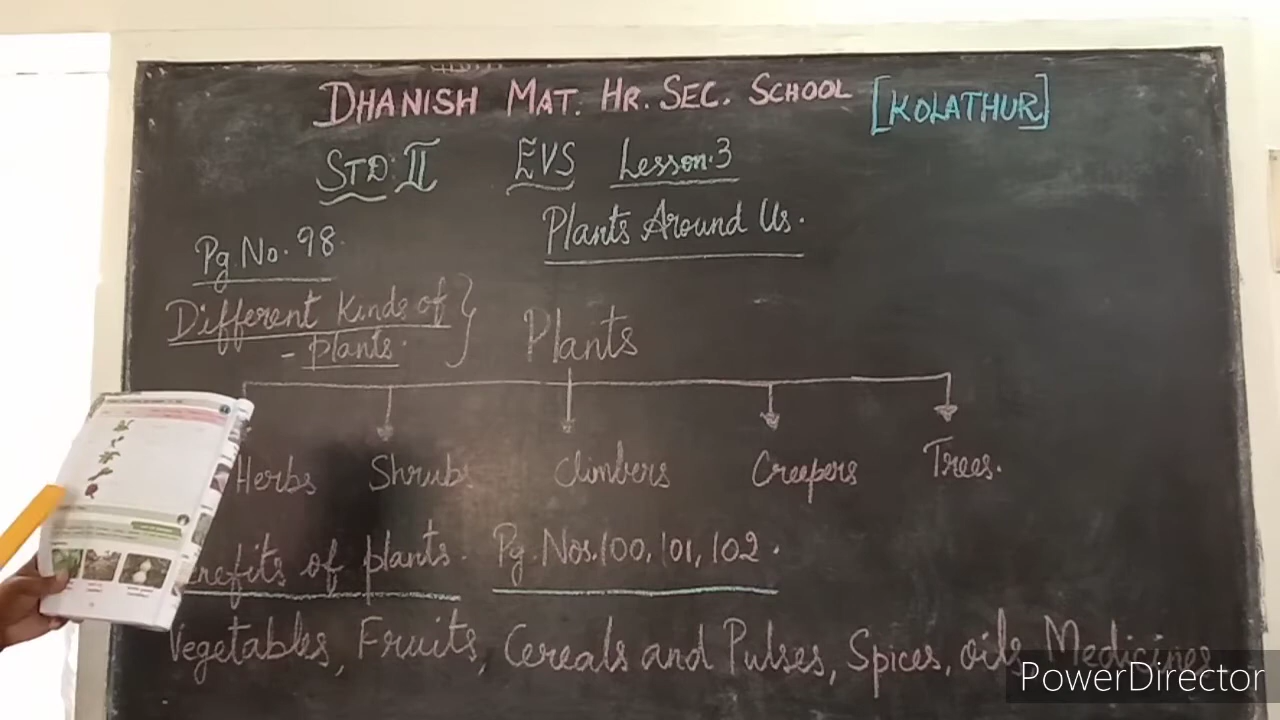 DHANISH MAT. HR. SEC. SCHOOL [KOLATHUR]
STD: II EVS Lesson.3
Plants Around Us.
Pg. No. 98.
Different kinds of
- plants.
Plants
Herbs Shrubs Climbers Creepers Trees.
enefits of plants. Pg. Nos. 100, 101, 102.
Vegetables, Fruits, Cereals and Pulses, Spices, oils, Medicines
PowerDirector